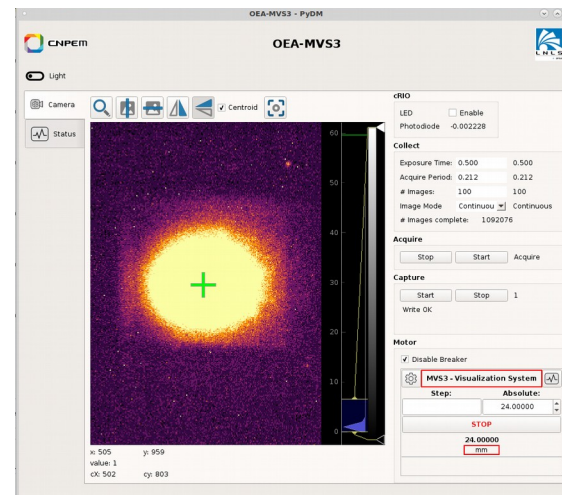 OEA-MVS3 - PyDM
CNPEM
OEA-MVS3
LNLS
Light
Camera
Centroid
Status
60
50
40
30
20
10
0
x: 505 y: 959
value: 1
cX: 502 cy: 803
cRIO
LED Enable
Photodiode -0.002228
Collect
Exposure Time: 0.500 0.500
Acquire Period: 0.212 0.212
# Images: 100 100
Image Mode Continuou Continuous
# Images complete: 1092076
Acquire
Stop Start Acquire
Capture
Start Stop 1
Write OK
Motor
Disable Breaker
MVS3 - Visualization System
Step: Absolute:
24.00000
STOP
24.00000
mm